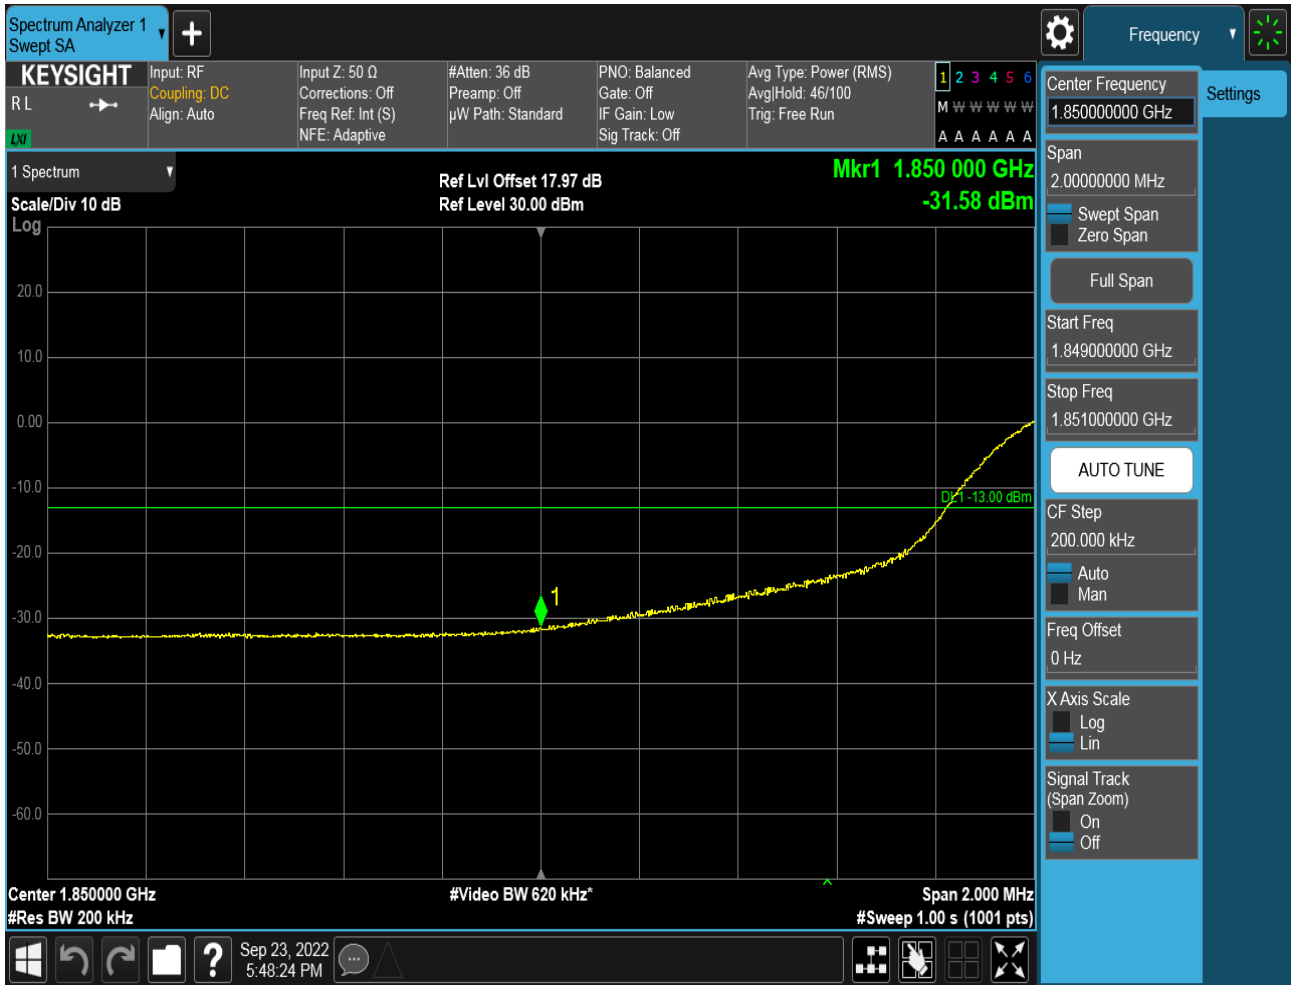 Spectrum Analyzer 1
Swept SA
Frequency
KEYSIGHT
R L
LXI
Input: RF
Coupling: DC
Align: Auto
Input Z: 50 Ω
Corrections: Off
Freq Ref: Int (S)
NFE: Adaptive
#Atten: 36 dB
Preamp: Off
µW Path: Standard
PNO: Balanced
Gate: Off
IF Gain: Low
Sig Track: Off
Avg Type: Power (RMS)
Avg|Hold: 46/100
Trig: Free Run
1 2 3 4 5 6
M W W W W W
A A A A A A
1 Spectrum
Scale/Div 10 dB
Log
Ref Lvl Offset 17.97 dB
Ref Level 30.00 dBm
Mkr1 1.850 000 GHz
-31.58 dBm
20.0
10.0
0.00
-10.0
-20.0
-30.0
-40.0
-50.0
-60.0
DL1 -13.00 dBm
1
Center 1.850000 GHz
#Res BW 200 kHz
#Video BW 620 kHz*
Span 2.000 MHz
#Sweep 1.00 s (1001 pts)
Center Frequency
1.850000000 GHz
Settings
Span
2.00000000 MHz
Swept Span
Zero Span
Full Span
Start Freq
1.849000000 GHz
Stop Freq
1.851000000 GHz
AUTO TUNE
CF Step
200.000 kHz
Auto
Man
Freq Offset
0 Hz
X Axis Scale
Log
Lin
Signal Track
(Span Zoom)
On
Off
?
Sep 23, 2022
5:48:24 PM